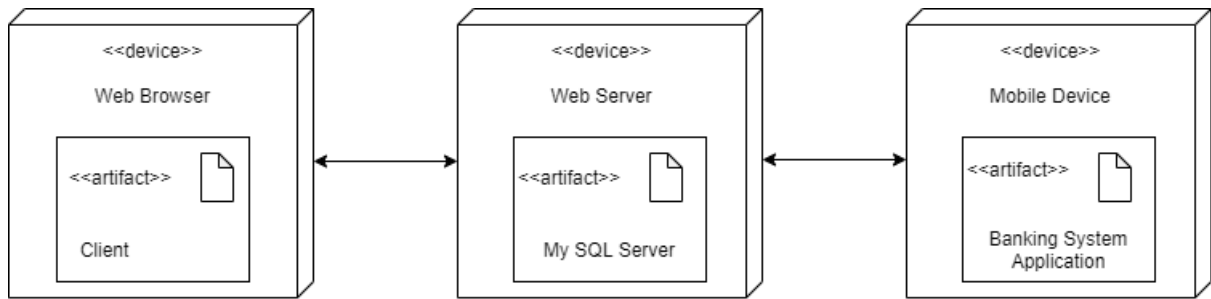 <<device>>
Web Browser
<<artifact>>
Client
<<device>>
Web Server
<<artifact>>
My SQL Server
<<device>>
Mobile Device
<<artifact>>
Banking System
Application